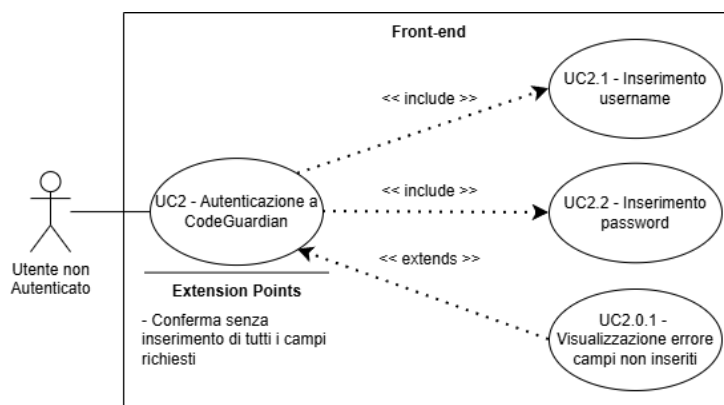 Front-end
UC2.1 - Inserimento
username
<< include >>
UC2 - Autenticazione a
CodeGuardian
<< include >>
UC2.2 - Inserimento
password
Utente non
Autenticato
<< extends >>
Extension Points
- Conferma senza
inserimento di tutti i campi
richiesti
UC2.0.1 -
Visualizzazione errore
campi non inseriti